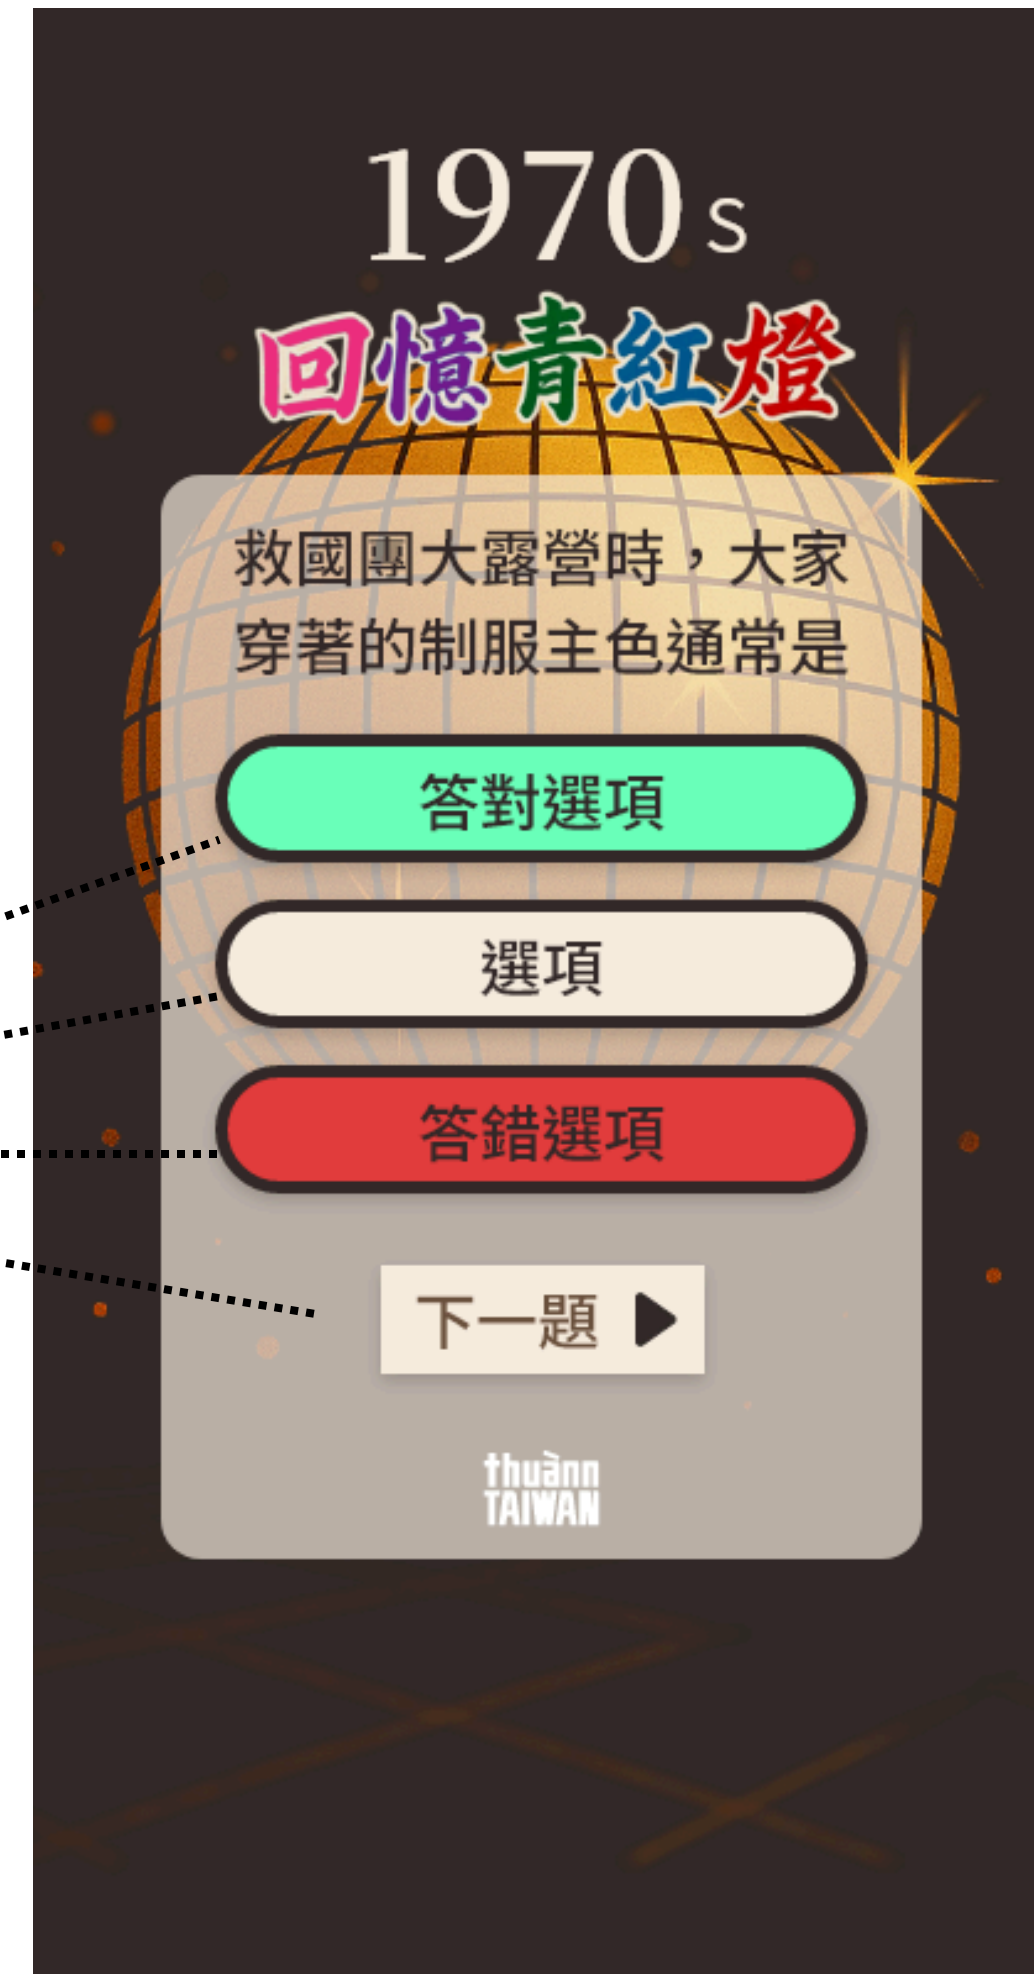 1970s
回憶青紅燈
救國團大露營時，大家
穿著的制服主色通常是
答對選項
選項
答錯選項
下一題
thuànn
TAIWAN